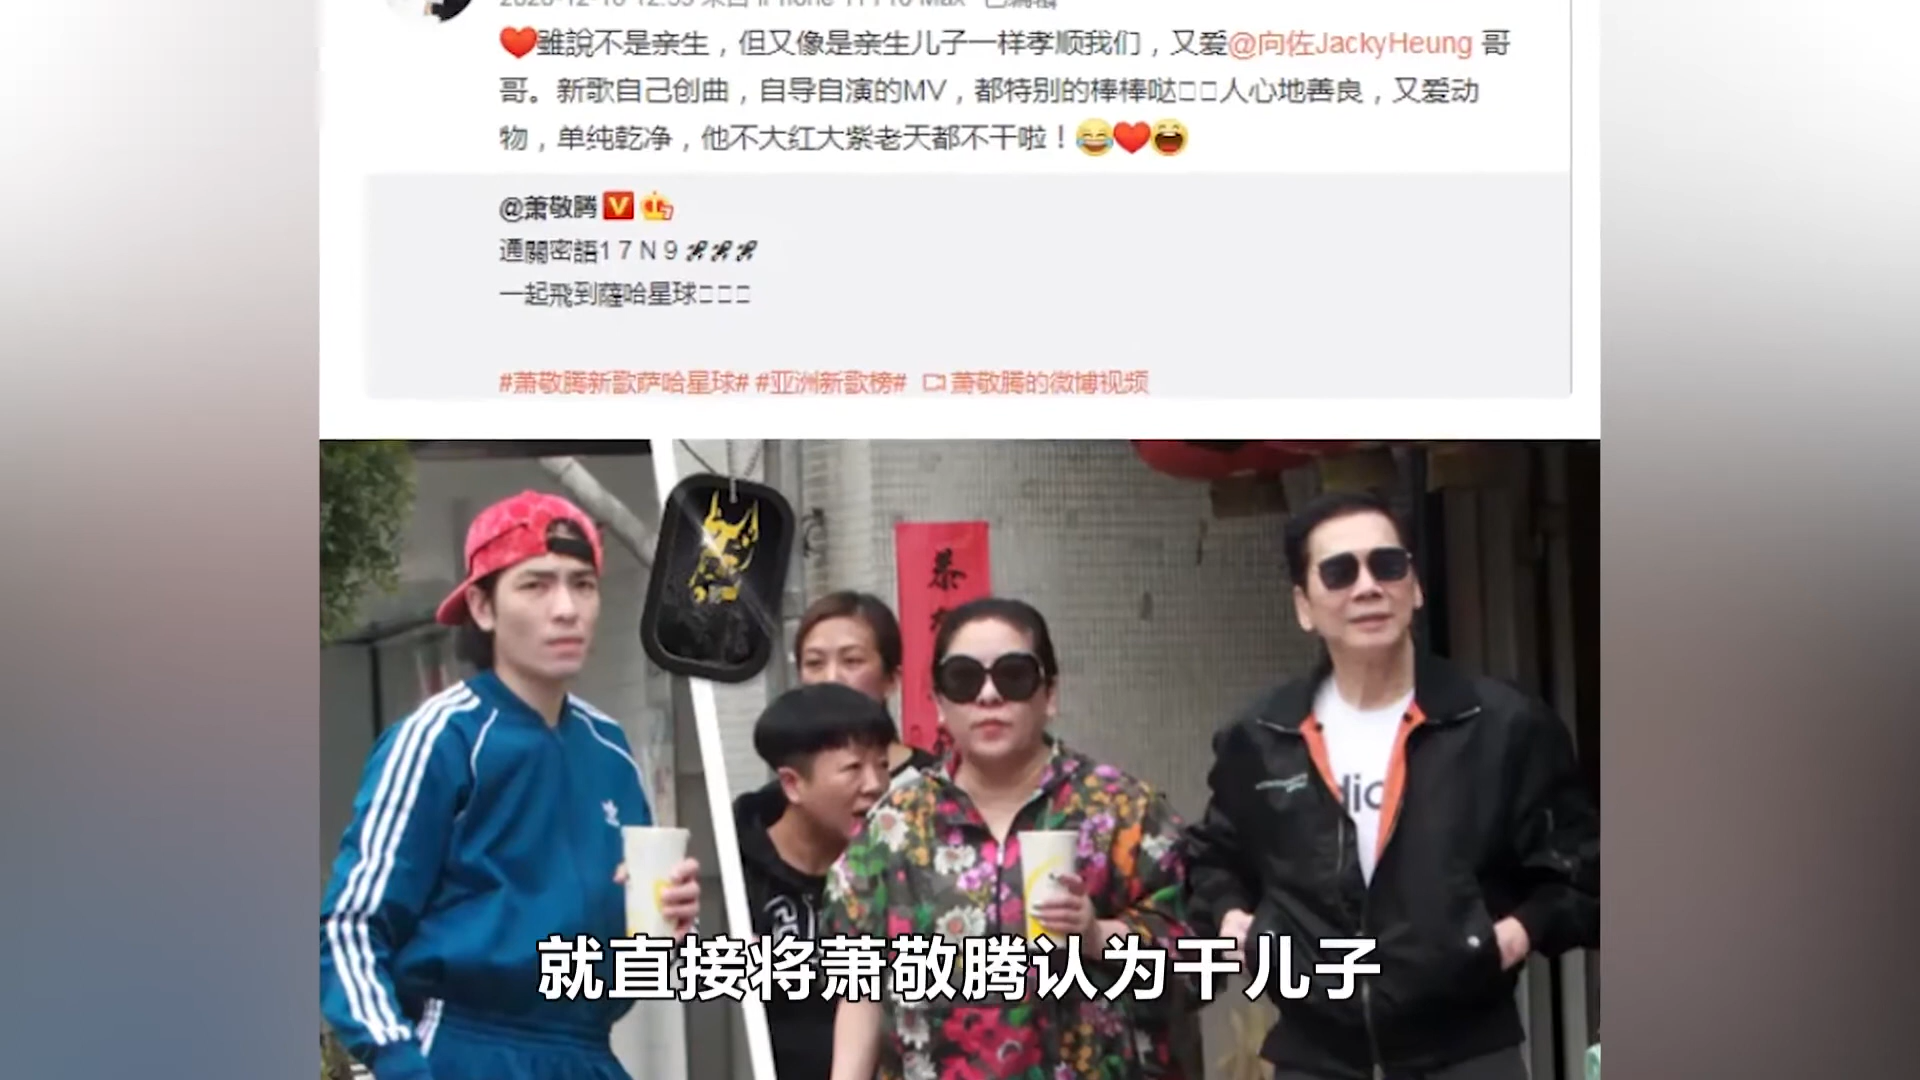 ❤️雖說不是亲生，但又像是亲生儿子一样孝顺我们，又爱@向佐JackyHeung 哥
哥。新歌自己创曲，自导自演的MV，都特别的棒棒哒□□人心地善良，又爱动
物，单纯乾净，他不大红大紫老天都不干啦！😂❤️😄
@萧敬腾
通關密語1 7 N 9 🚀🚀🚀
一起飛到薩哈星球□□□
#萧敬腾新歌萨哈星球# #亚洲新歌榜# 萧敬腾的微博视频
恭
dic
就直接将萧敬腾认为干儿子